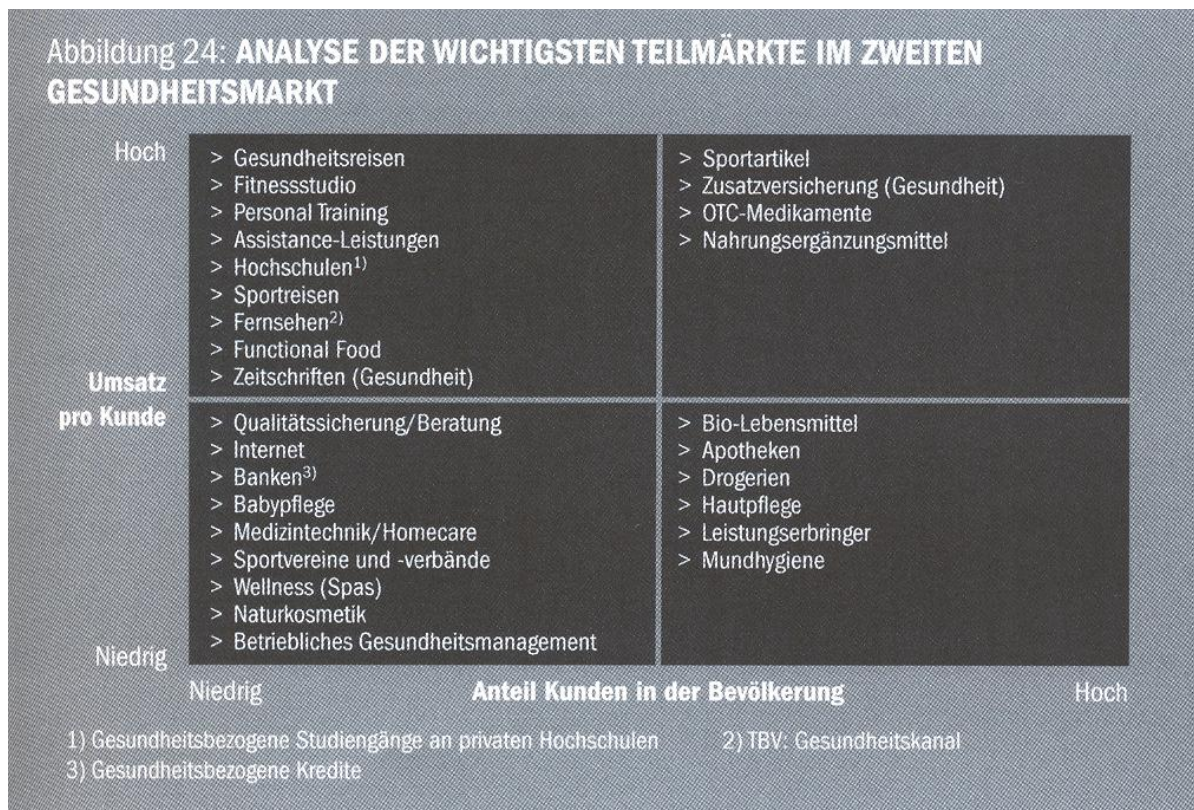 Abbildung 24: ANALYSE DER WICHTIGSTEN TEILMÄRKTE IM ZWEITEN
GESUNDHEITSMARKT
Hoch
> Gesundheitsreisen
> Fitnessstudio
> Personal Training
> Assistance-Leistungen
> Hochschulen1)
> Sportreisen
> Fernsehen2)
> Functional Food
> Zeitschriften (Gesundheit)
> Sportartikel
> Zusatzversicherung (Gesundheit)
> OTC-Medikamente
> Nahrungsergänzungsmittel
Umsatz
pro Kunde
> Qualitätssicherung/Beratung
> Internet
> Banken3)
> Babypflege
> Medizintechnik/Homecare
> Sportvereine und -verbände
> Wellness (Spas)
> Naturkosmetik
> Betriebliches Gesundheitsmanagement
> Bio-Lebensmittel
> Apotheken
> Drogerien
> Hautpflege
> Leistungserbringer
> Mundhygiene
Niedrig
Niedrig Anteil Kunden in der Bevölkerung Hoch
1) Gesundheitsbezogene Studiengänge an privaten Hochschulen 2) TBV: Gesundheitskanal
3) Gesundheitsbezogene Kredite